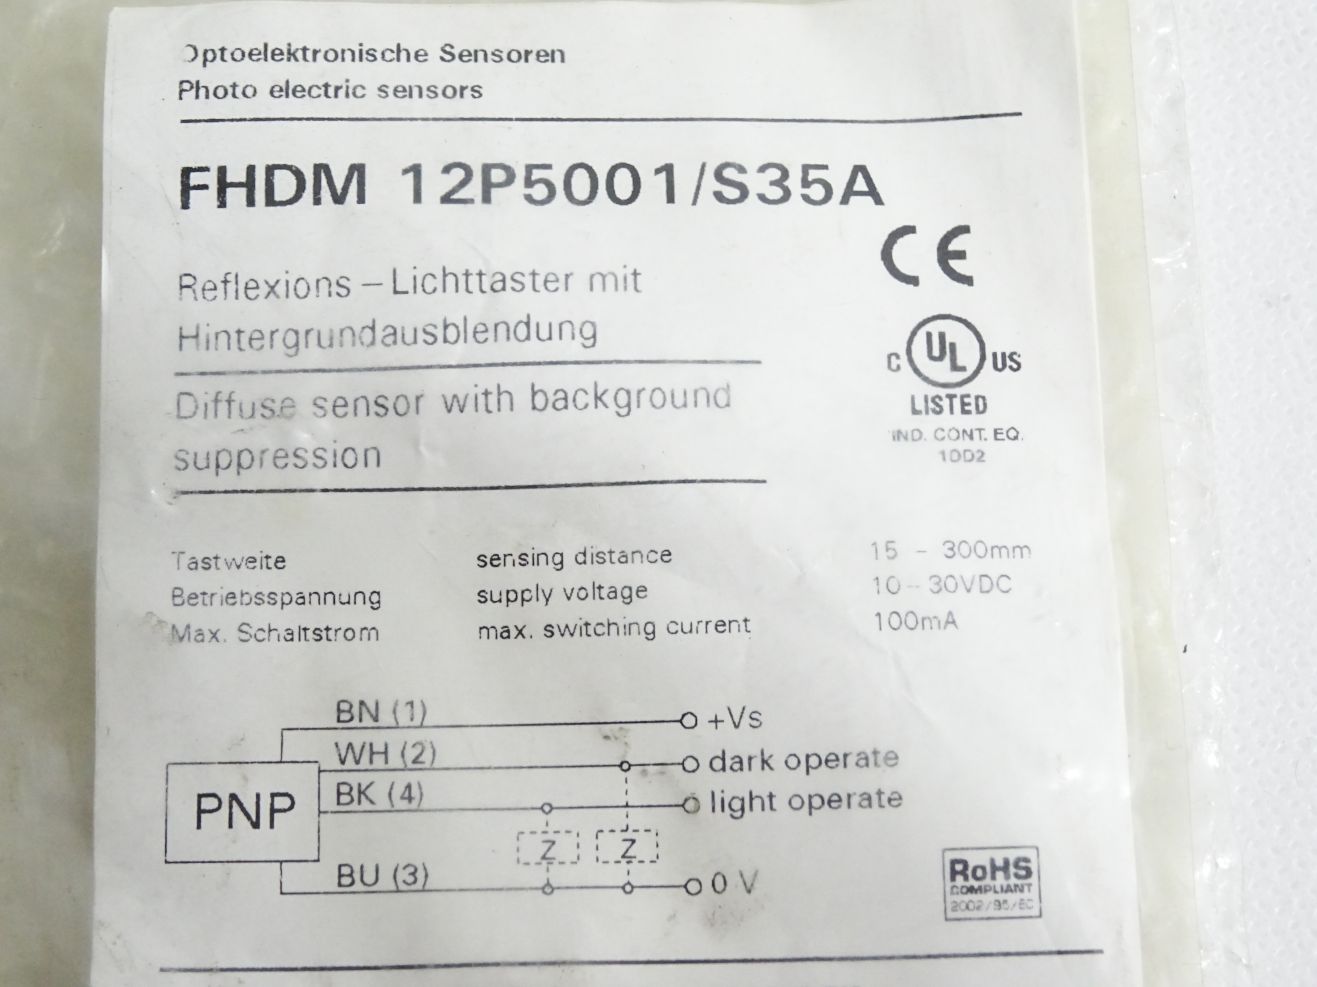 Optoelektronische Sensoren
Photo electric sensors
FHDM 12P5001/S35A
CE
Reflexions – Lichttaster mit
Hintergrundausblendung
C UL US
LISTED
IND. CONT. EQ.
1DD2
Diffuse sensor with background
suppression
Tastweite sensing distance 15 - 300mm
Betriebsspannung supply voltage 10-30VDC
Max. Schaltstrom max. switching current 100mA
BN (1) +Vs
WH (2) dark operate
PNP
BK (4) light operate
Z Z
BU (3) 0 V
RoHS
COMPLIANT
2002/95/EC